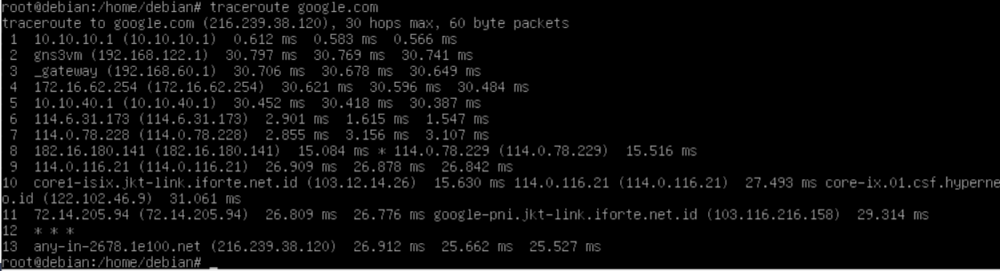 root@debian:/home/debian# traceroute google.com
traceroute to google.com (216.239.38.120), 30 hops max, 60 byte packets
1 10.10.10.1 (10.10.10.1) 0.612 ms 0.583 ms 0.566 ms
2 gns3vm (192.168.122.1) 30.797 ms 30.769 ms 30.741 ms
3 _gateway (192.168.60.1) 30.706 ms 30.678 ms 30.649 ms
4 172.16.62.254 (172.16.62.254) 30.621 ms 30.596 ms 30.484 ms
5 10.10.40.1 (10.10.40.1) 30.452 ms 30.418 ms 30.387 ms
6 114.6.31.173 (114.6.31.173) 2.901 ms 1.615 ms 1.547 ms
7 114.0.78.228 (114.0.78.228) 2.855 ms 3.156 ms 3.107 ms
8 182.16.180.141 (182.16.180.141) 15.084 ms * 114.0.78.229 (114.0.78.229) 15.516 ms
9 114.0.116.21 (114.0.116.21) 26.909 ms 26.878 ms 26.842 ms
10 core1-isix.jkt-link.iforte.net.id (103.12.14.26) 15.630 ms 114.0.116.21 (114.0.116.21) 27.493 ms core-ix.01.csf.hyperne
o.id (122.102.46.9) 31.061 ms
11 72.14.205.94 (72.14.205.94) 26.809 ms 26.776 ms google-pni.jkt-link.iforte.net.id (103.116.216.158) 29.314 ms
12 * * *
13 any-in-2678.1e100.net (216.239.38.120) 26.912 ms 25.662 ms 25.527 ms
root@debian:/home/debian# _